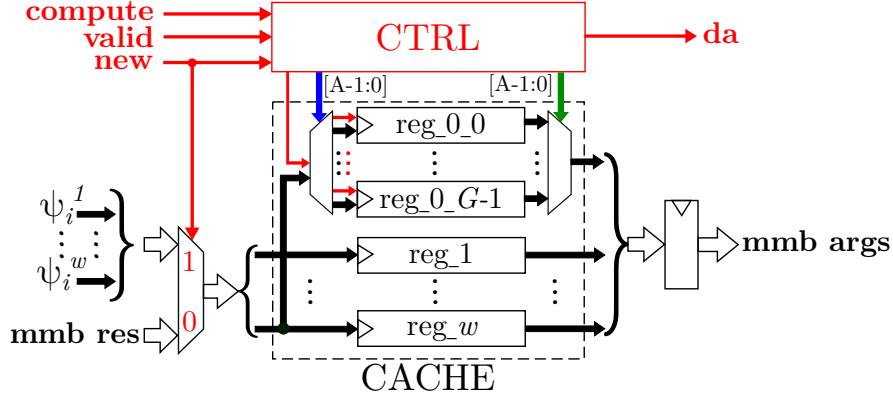 compute
valid
new
CTRL
da
[A-1:0]
[A-1:0]
reg_0_0
reg_0_G-1
ψᵢ¹
ψᵢʷ
1
0
mmb res
reg_1
reg_w
mmb args
CACHE